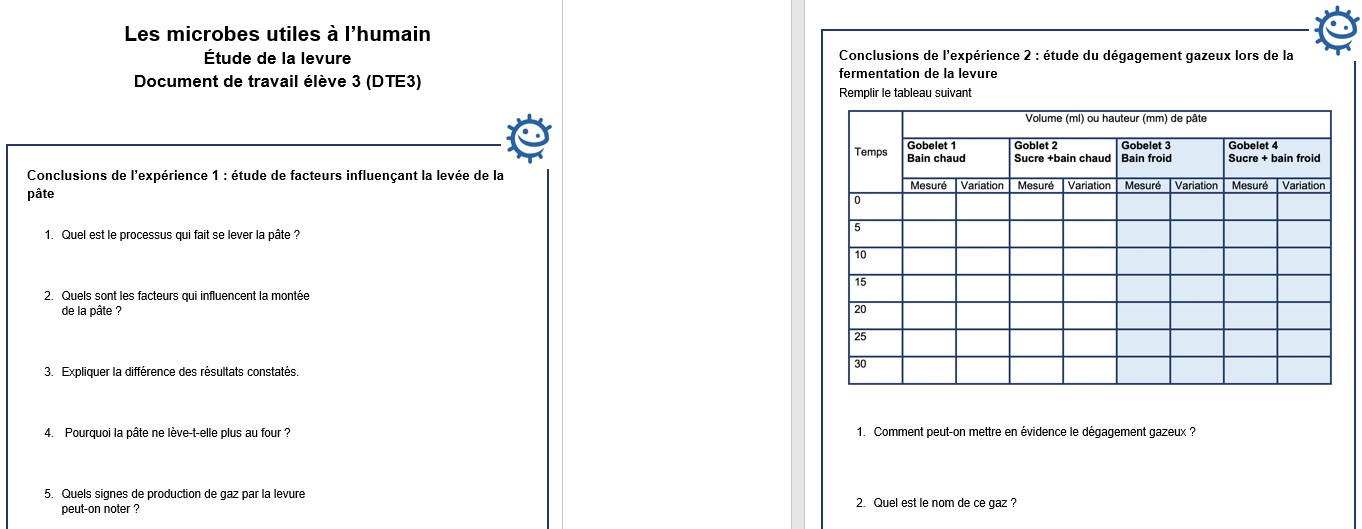 Les microbes utiles à l'humain
Étude de la levure
Document de travail élève 3 (DTE3)
Conclusions de l'expérience 1 : étude de facteurs influençant la levée de la
pâte
1. Quel est le processus qui fait se lever la pâte ?
2. Quels sont les facteurs qui influencent la montée
de la pâte ?
3. Expliquer la différence des résultats constatés.
4. Pourquoi la pâte ne lève-t-elle plus au four ?
5. Quels signes de production de gaz par la levure
peut-on noter ?
Conclusions de l'expérience 2 : étude du dégagement gazeux lors de la
fermentation de la levure
Remplir le tableau suivant
Volume (ml) ou hauteur (mm) de pâte
Temps
Gobelet 1 Goblet 2 Gobelet 3 Gobelet 4
Bain chaud Sucre +bain chaud Bain froid Sucre + bain froid
Mesuré Variation Mesuré Variation Mesuré Variation Mesuré Variation
0
5
10
15
20
25
30
1. Comment peut-on mettre en évidence le dégagement gazeux ?
2. Quel est le nom de ce gaz ?